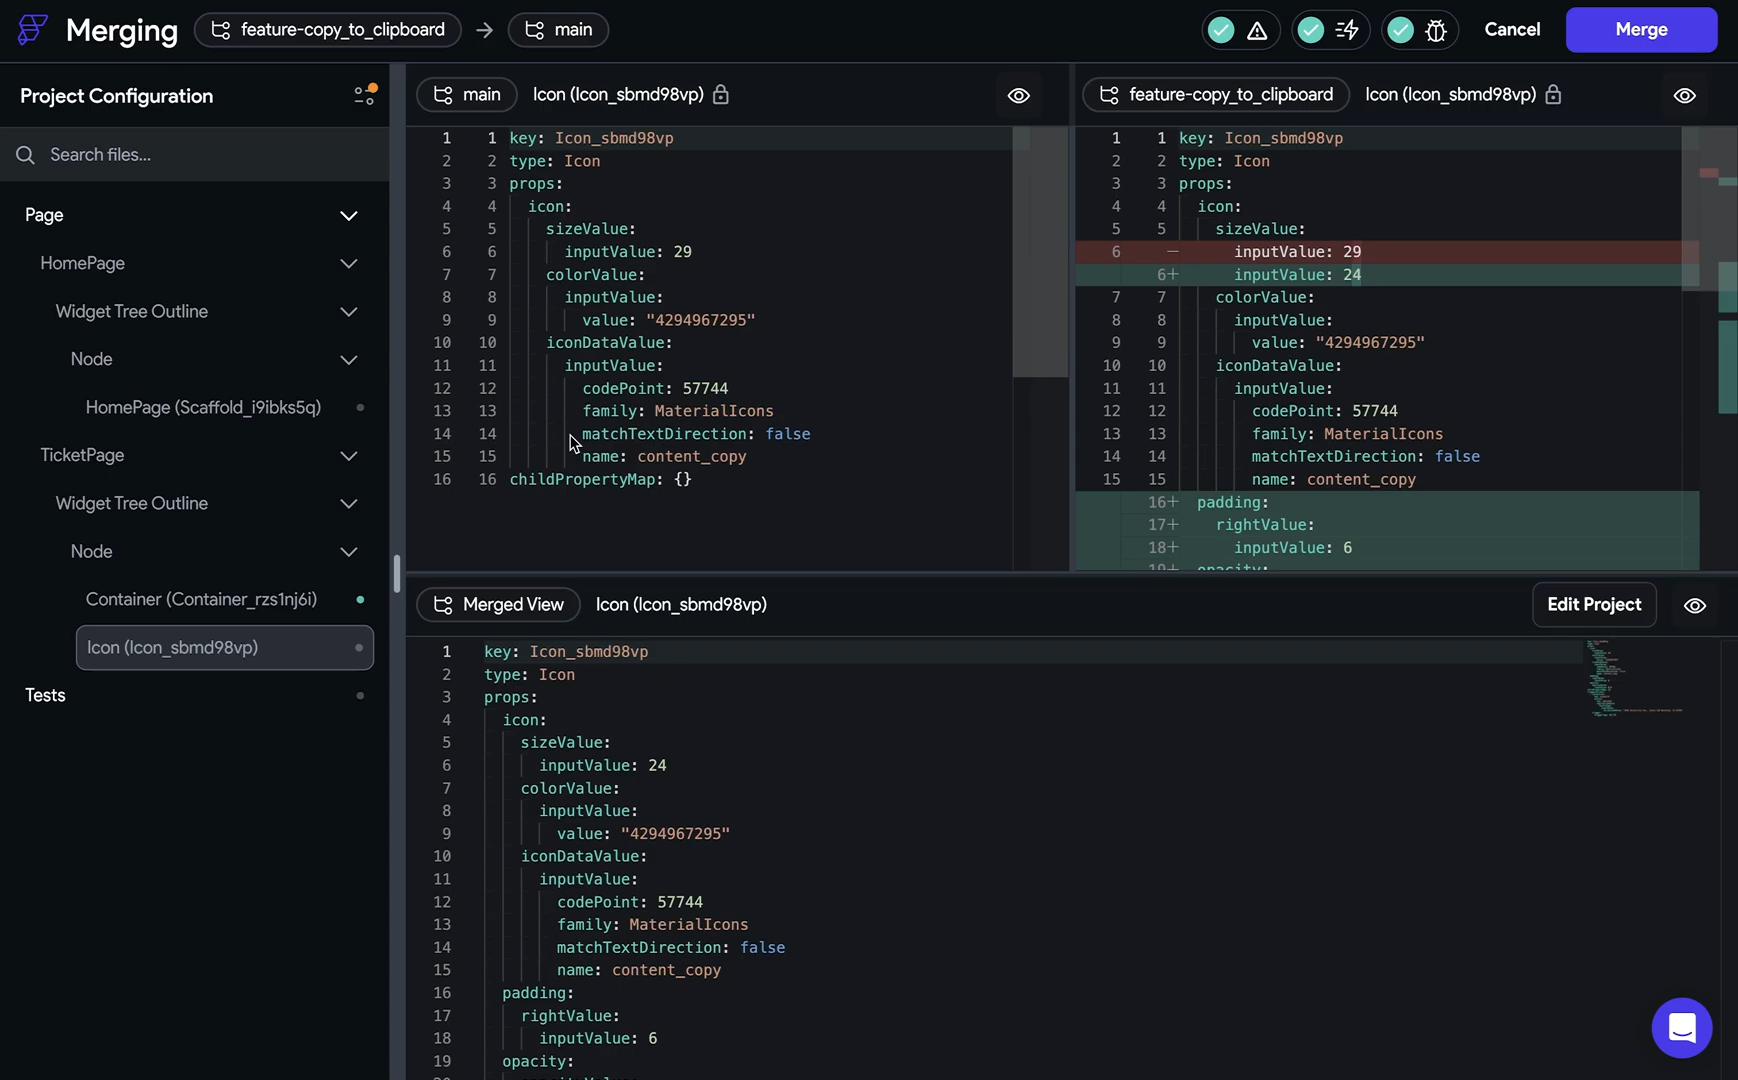 Merging
feature-copy_to_clipboard
main
Cancel
Merge
Project Configuration
Search files...
Page
HomePage
Widget Tree Outline
Node
HomePage (Scaffold_i9ibks5q)
TicketPage
Widget Tree Outline
Node
Container (Container_rzs1nj6i)
Icon (Icon_sbmd98vp)
Tests
main
Icon (Icon_sbmd98vp)
1 1 key: Icon_sbmd98vp
2 2 type: Icon
3 3 props:
4 4 icon:
5 5 sizeValue:
6 6 inputValue: 29
7 7 colorValue:
8 8 inputValue:
9 9 value: "4294967295"
10 10 iconDataValue:
11 11 inputValue:
12 12 codePoint: 57744
13 13 family: MaterialIcons
14 14 matchTextDirection: false
15 15 name: content_copy
16 16 childPropertyMap: {}
feature-copy_to_clipboard
Icon (Icon_sbmd98vp)
1 1 key: Icon_sbmd98vp
2 2 type: Icon
3 3 props:
4 4 icon:
5 5 sizeValue:
6 — inputValue: 29
6+ inputValue: 24
7 7 colorValue:
8 8 inputValue:
9 9 value: "4294967295"
10 10 iconDataValue:
11 11 inputValue:
12 12 codePoint: 57744
13 13 family: MaterialIcons
14 14 matchTextDirection: false
15 15 name: content_copy
16+ padding:
17+ rightValue:
18+ inputValue: 6
19+ opacity:
Merged View
Icon (Icon_sbmd98vp)
Edit Project
1 key: Icon_sbmd98vp
2 type: Icon
3 props:
4 icon:
5 sizeValue:
6 inputValue: 24
7 colorValue:
8 inputValue:
9 value: "4294967295"
10 iconDataValue:
11 inputValue:
12 codePoint: 57744
13 family: MaterialIcons
14 matchTextDirection: false
15 name: content_copy
16 padding:
17 rightValue:
18 inputValue: 6
19 opacity: